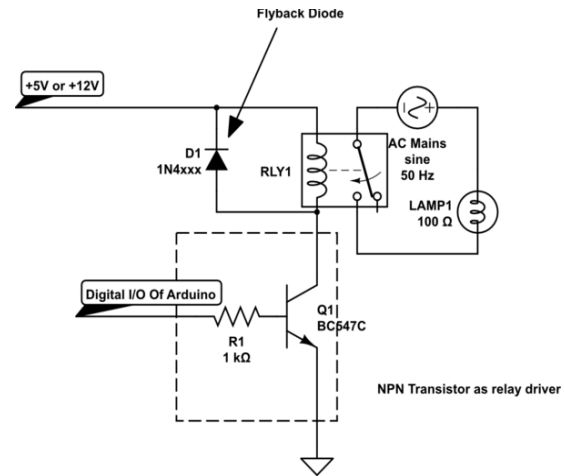 Flyback Diode
+5V or +12V
D1
1N4xxx
RLY1
AC Mains
sine
50 Hz
LAMP1
100 Ω
Digital I/O Of Arduino
R1
1 kΩ
Q1
BC547C
NPN Transistor as relay driver